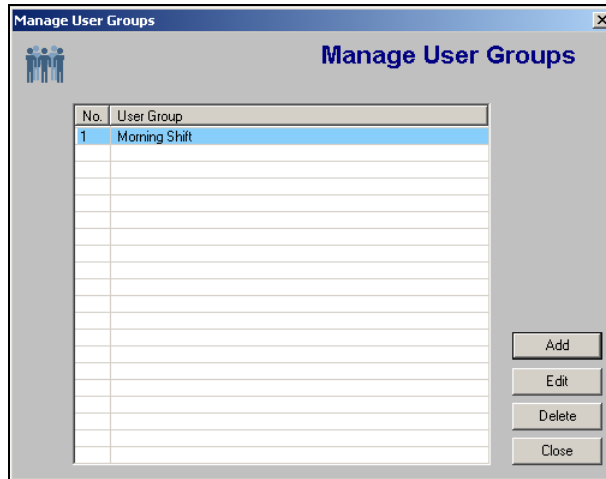 Manage User Groups
Manage User Groups
No. User Group
1 Morning Shift
Add
Edit
Delete
Close